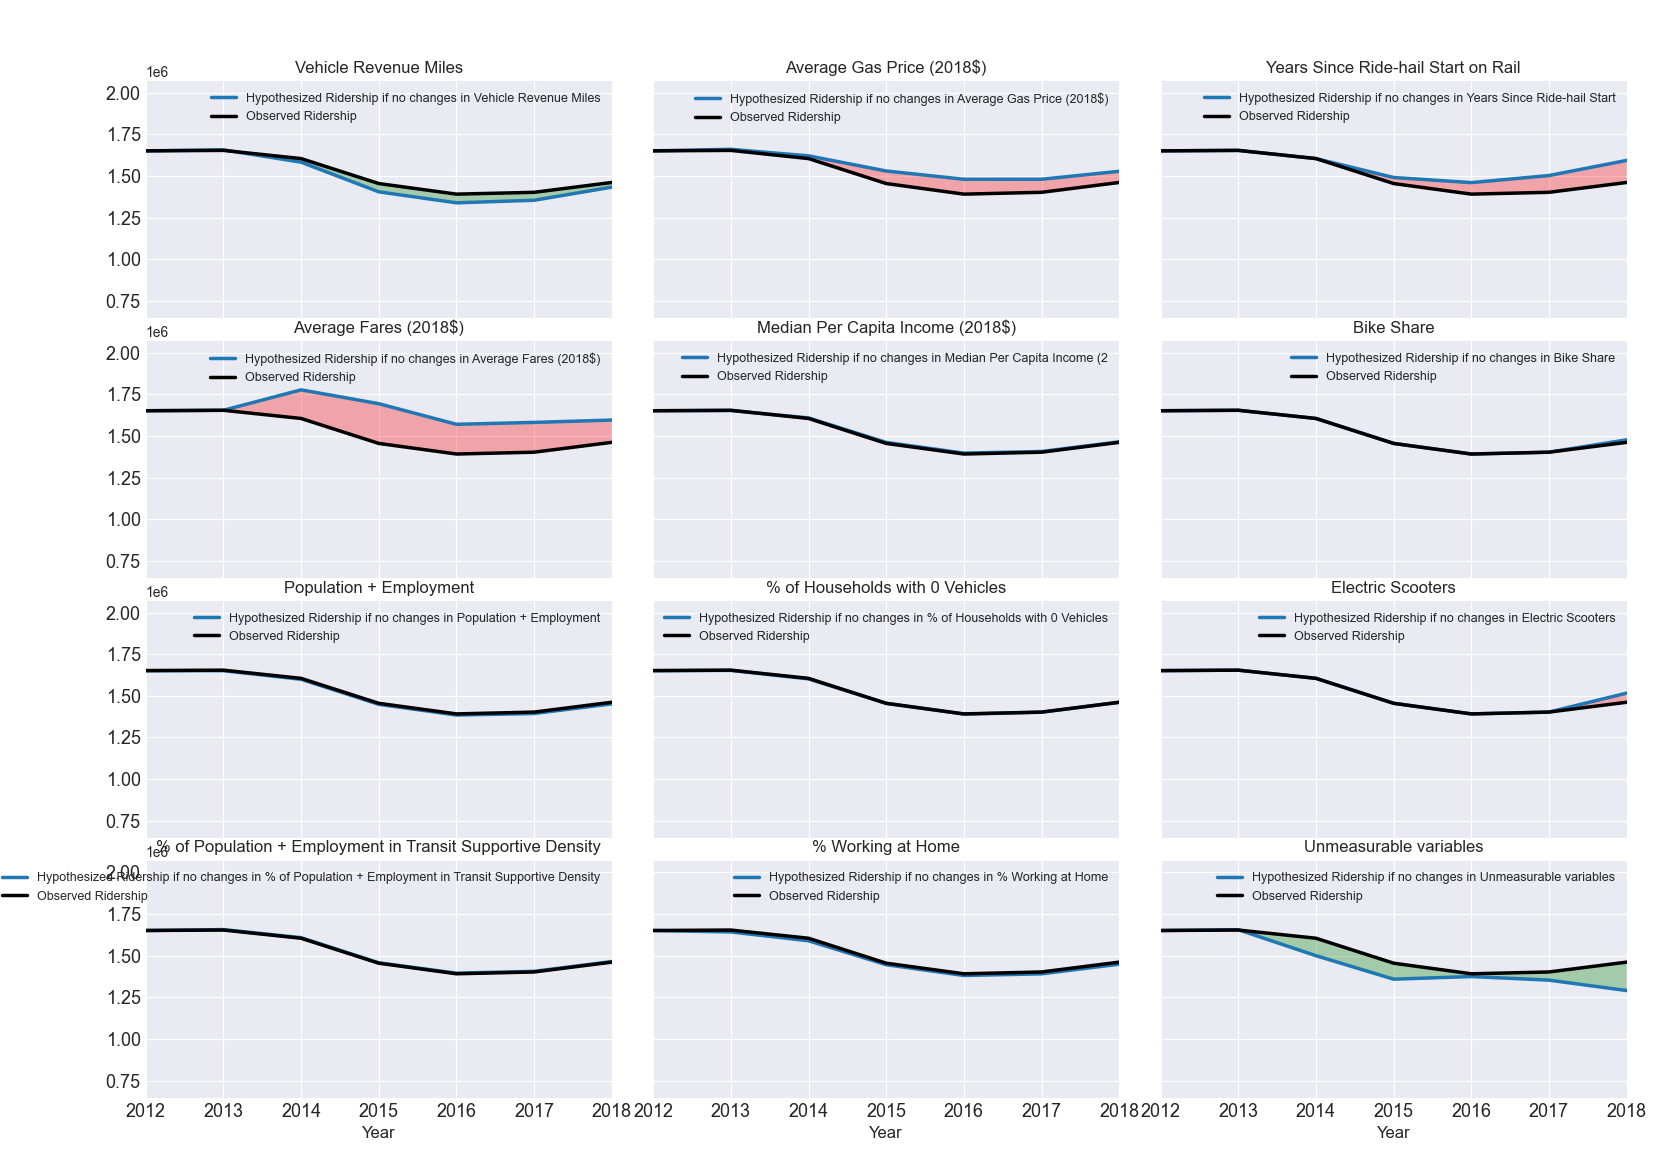 Vehicle Revenue Miles
1e6
2.00
1.75
1.50
1.25
1.00
0.75
Hypothesized Ridership if no changes in Vehicle Revenue Miles
Observed Ridership
Average Gas Price (2018$)
Hypothesized Ridership if no changes in Average Gas Price (2018$)
Observed Ridership
Years Since Ride-hail Start on Rail
Hypothesized Ridership if no changes in Years Since Ride-hail Start
Observed Ridership
Average Fares (2018$)
1e6
2.00
1.75
1.50
1.25
1.00
0.75
Hypothesized Ridership if no changes in Average Fares (2018$)
Observed Ridership
Median Per Capita Income (2018$)
Hypothesized Ridership if no changes in Median Per Capita Income (2
Observed Ridership
Bike Share
Hypothesized Ridership if no changes in Bike Share
Observed Ridership
Population + Employment
1e6
2.00
1.75
1.50
1.25
1.00
0.75
Hypothesized Ridership if no changes in Population + Employment
Observed Ridership
% of Households with 0 Vehicles
Hypothesized Ridership if no changes in % of Households with 0 Vehicles
Observed Ridership
Electric Scooters
Hypothesized Ridership if no changes in Electric Scooters
Observed Ridership
% of Population + Employment in Transit Supportive Density
1e6
2.00
1.75
1.50
1.25
1.00
0.75
Hypothesized Ridership if no changes in % of Population + Employment in Transit Supportive Density
Observed Ridership
2012 2013 2014 2015 2016 2017 2018
Year
% Working at Home
Hypothesized Ridership if no changes in % Working at Home
Observed Ridership
2012 2013 2014 2015 2016 2017 2018
Year
Unmeasurable variables
Hypothesized Ridership if no changes in Unmeasurable variables
Observed Ridership
2012 2013 2014 2015 2016 2017 2018
Year